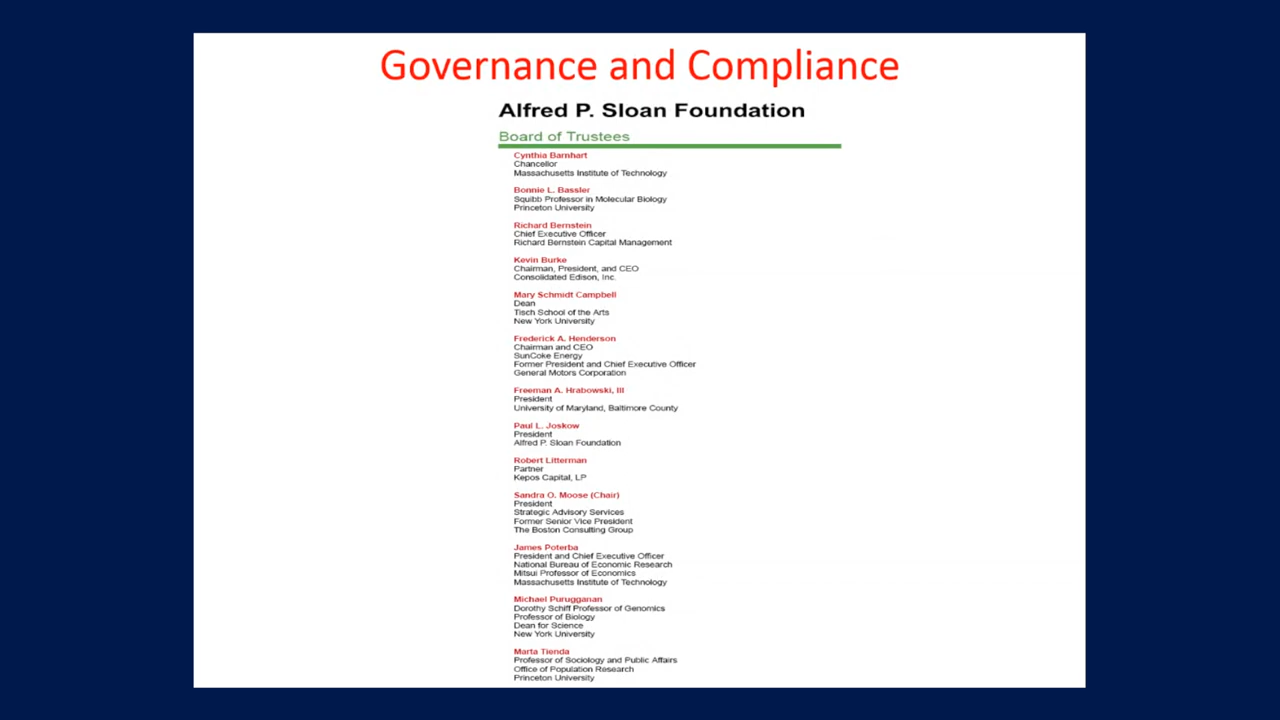 Governance and Compliance
Alfred P. Sloan Foundation
Board of Trustees
Cynthia Barnhart
Chancellor
Massachusetts Institute of Technology
Bonnie L. Bassler
Squibb Professor in Molecular Biology
Princeton University
Richard Bernstein
Chief Executive Officer
Richard Bernstein Capital Management
Kevin Burke
Chairman, President, and CEO
Consolidated Edison, Inc.
Mary Schmidt Campbell
Dean
Tisch School of the Arts
New York University
Frederick A. Henderson
Chairman and CEO
SunCoke Energy
Former President and Chief Executive Officer
General Motors Corporation
Freeman A. Hrabowski, III
President
University of Maryland, Baltimore County
Paul L. Joskow
President
Alfred P. Sloan Foundation
Robert Litterman
Partner
Kepos Capital, LP
Sandra O. Moose (Chair)
President
Strategic Advisory Services
Former Senior Vice President
The Boston Consulting Group
James Poterba
President and Chief Executive Officer
National Bureau of Economic Research
Mitsui Professor of Economics
Massachusetts Institute of Technology
Michael Purugganan
Dorothy Schiff Professor of Genomics
Professor of Biology
Dean for Science
New York University
Marta Tienda
Professor of Sociology and Public Affairs
Office of Population Research
Princeton University